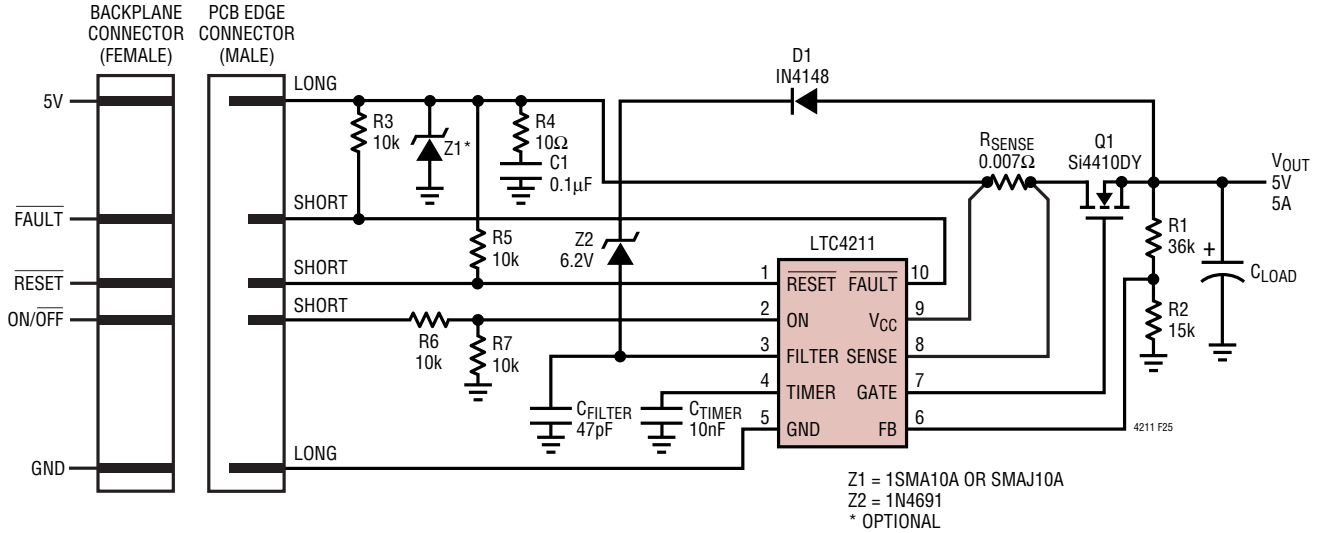 BACKPLANE
CONNECTOR
(FEMALE)
PCB EDGE
CONNECTOR
(MALE)
5V
FAULT
RESET
ON/OFF
GND
LONG
SHORT
SHORT
SHORT
LONG
R3
10k
Z1*
R4
10Ω
C1
0.1µF
R5
10k
R6
10k
R7
10k
D1
IN4148
Z2
6.2V
CFILTER
47pF
CTIMER
10nF
LTC4211
1
RESET
FAULT
10
2
ON
VCC
9
3
FILTER
SENSE
8
4
TIMER
GATE
7
5
GND
FB
6
RSENSE
0.007Ω
Q1
Si4410DY
VOUT
5V
5A
R1
36k
+
CLOAD
R2
15k
4211 F25
Z1 = 1SMA10A OR SMAJ10A
Z2 = 1N4691
* OPTIONAL